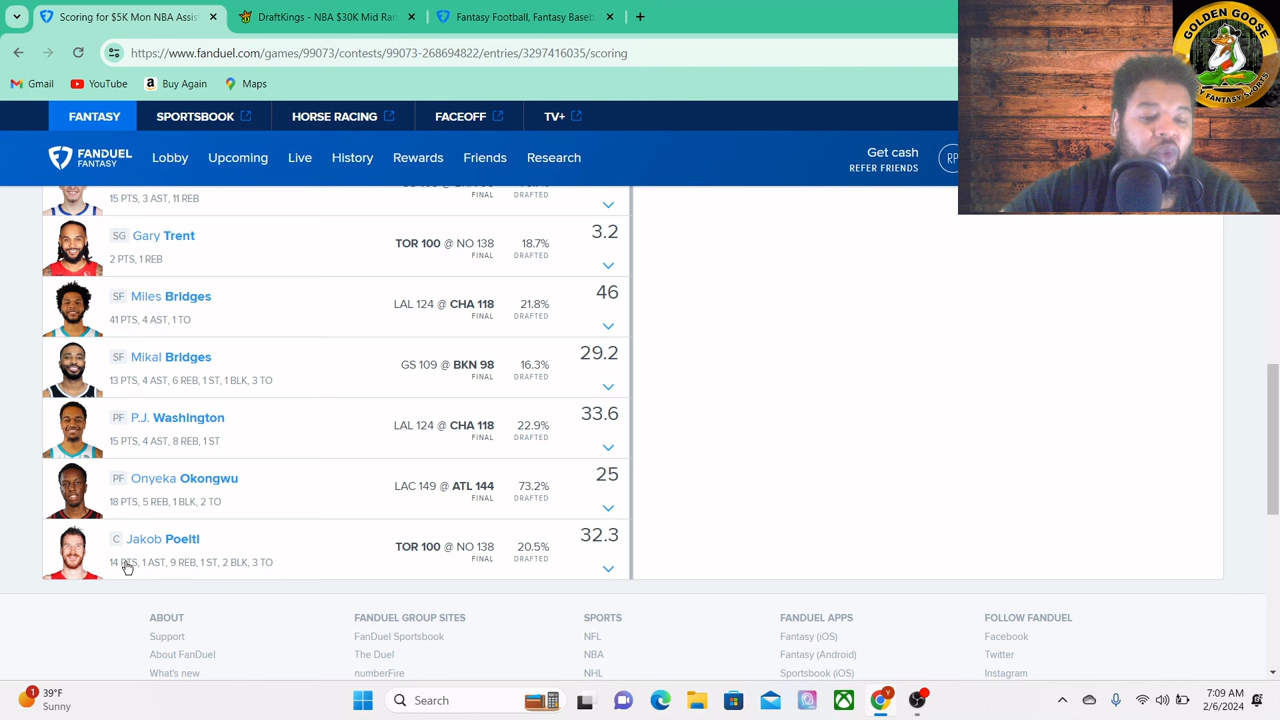 Scoring for 5K Pass to 1 st
DraftKings - NBA $30K Mid Ran
Fantasy Football, Fantasy Baseb
https://www.fanduel.com/games/99073/contests/99073-268694822/entries/3297416035/scoring
Gmail YouTube Buy Again Maps
GOLDEN GOO$E
Y FANTASY SPORTS
FANTASY SPORTSBOOK HORSE RACING FACEOFF TV+
FANDUEL FANTASY
Lobby Upcoming Live History Rewards Friends Research
Get cash
REFER FRIENDS
RP
15 PTS, 3 AST, 11 REB
FINAL DRAFTED
SG Gary Trent TOR 100 @ NO 138 18.7% 3.2
2 PTS, 1 REB FINAL DRAFTED
SF Miles Bridges LAL 124 @ CHA 118 21.8% 46
41 PTS, 4 AST, 1 TO FINAL DRAFTED
SF Mikal Bridges GS 109 @ BKN 98 16.3% 29.2
13 PTS, 4 AST, 6 REB, 1 ST, 1 BLK, 3 TO FINAL DRAFTED
PF P.J. Washington LAL 124 @ CHA 118 22.9% 33.6
15 PTS, 4 AST, 8 REB, 1 ST FINAL DRAFTED
PF Onyeka Okongwu LAC 149 @ ATL 144 73.2% 25
18 PTS, 5 REB, 1 BLK, 2 TO FINAL DRAFTED
C Jakob Poeltl TOR 100 @ NO 138 20.5% 32.3
14 PTS, 1 AST, 9 REB, 1 ST, 2 BLK, 3 TO FINAL DRAFTED
ABOUT FANDUEL GROUP SITES SPORTS FANDUEL APPS FOLLOW FANDUEL
Support FanDuel Sportsbook NFL Fantasy (iOS) Facebook
About FanDuel The Duel NBA Fantasy (Android) Twitter
What's new numberFire NHL Sportsbook (iOS) Instagram
1
39°F
Sunny
Search
Y
7:09 AM
2/6/2024